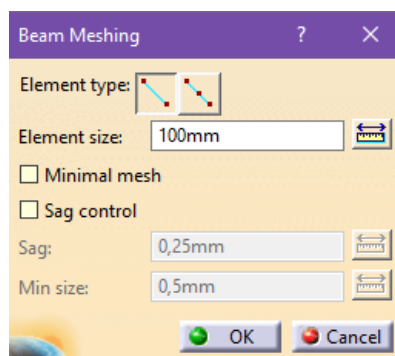 Beam Meshing ? ×
Element type:
Element size: 100mm
Minimal mesh
Sag control
Sag: 0,25mm
Min size: 0,5mm
OK Cancel